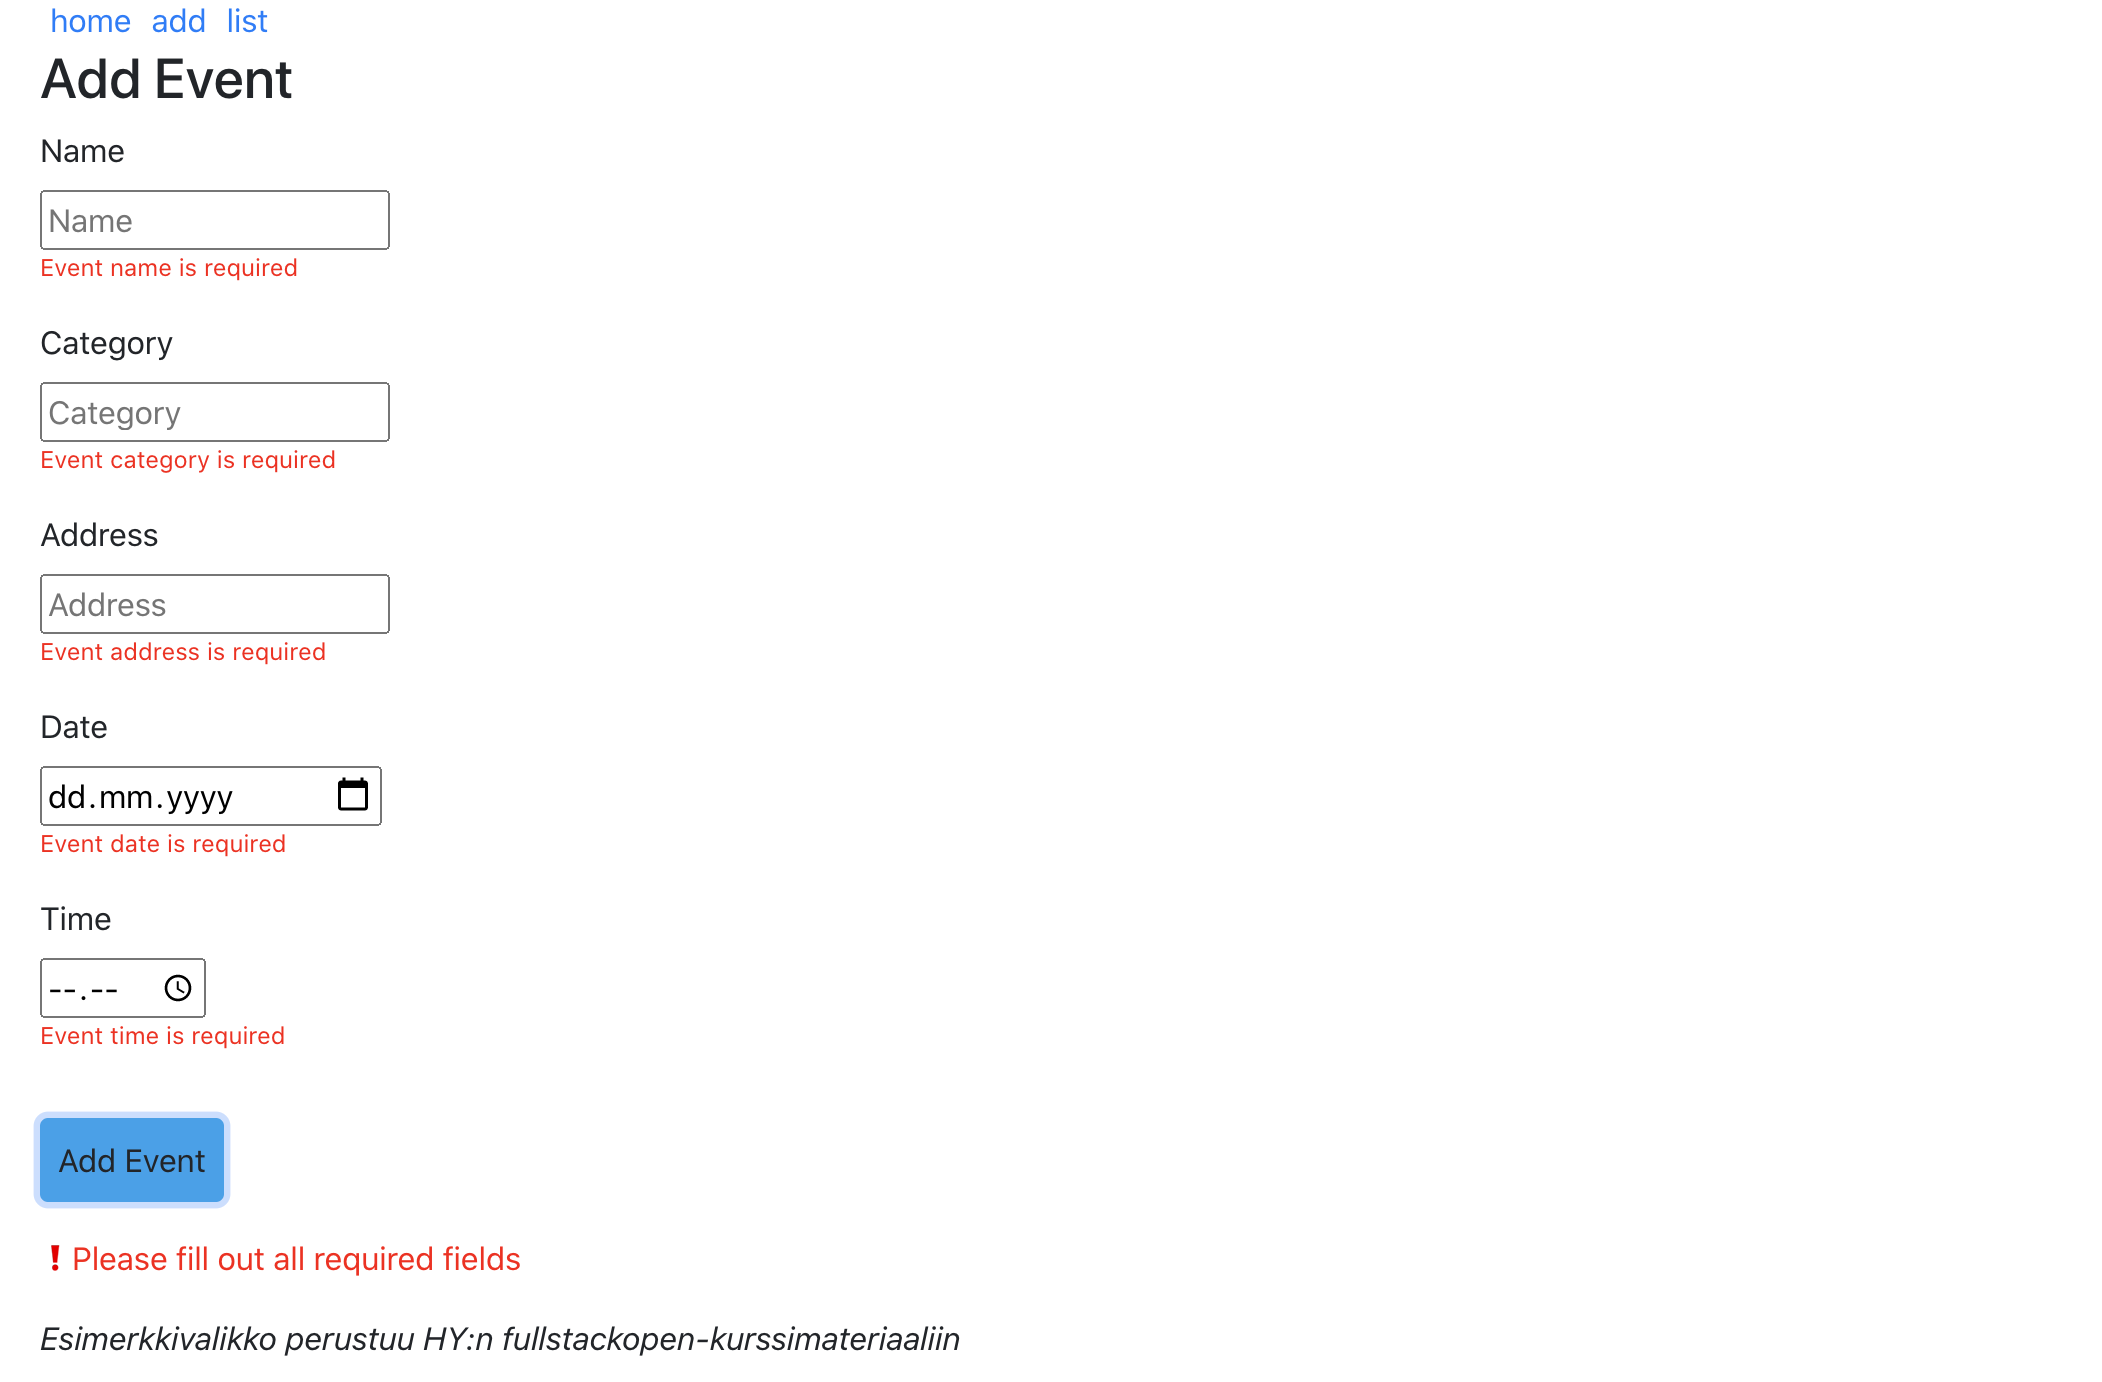 home add list
Add Event
Name
Name
Event name is required
Category
Category
Event category is required
Address
Address
Event address is required
Date
dd.mm.yyyy
Event date is required
Time
--.--
Event time is required
Add Event
❗Please fill out all required fields
Esimerkkivalikko perustuu HY:n fullstackopen-kurssimateriaaliin